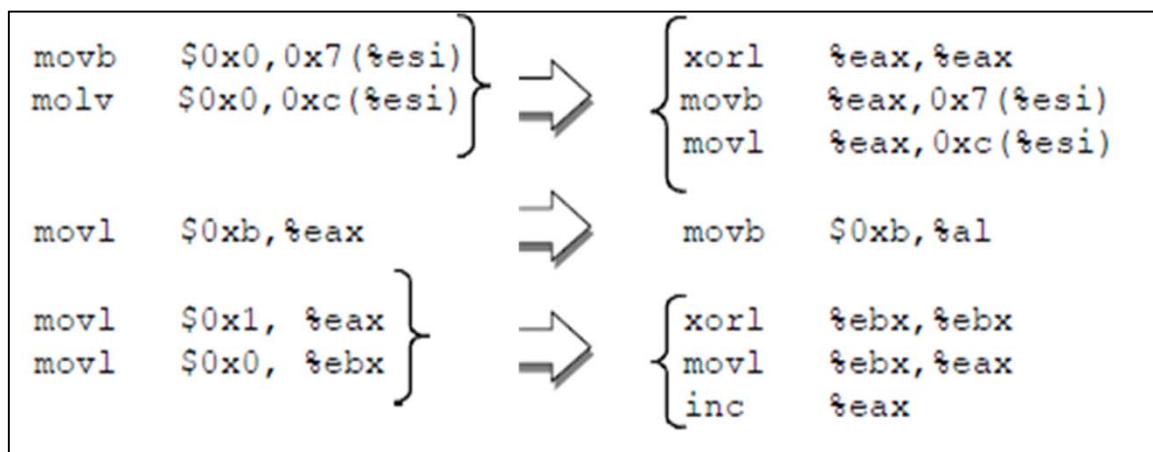 movb $0x0,0x7(%esi)
molv $0x0,0xc(%esi)
xorl %eax,%eax
movb %eax,0x7(%esi)
movl %eax,0xc(%esi)
movl $0xb,%eax
movb $0xb,%al
movl $0x1, %eax
movl $0x0, %ebx
xorl %ebx,%ebx
movl %ebx,%eax
inc %eax